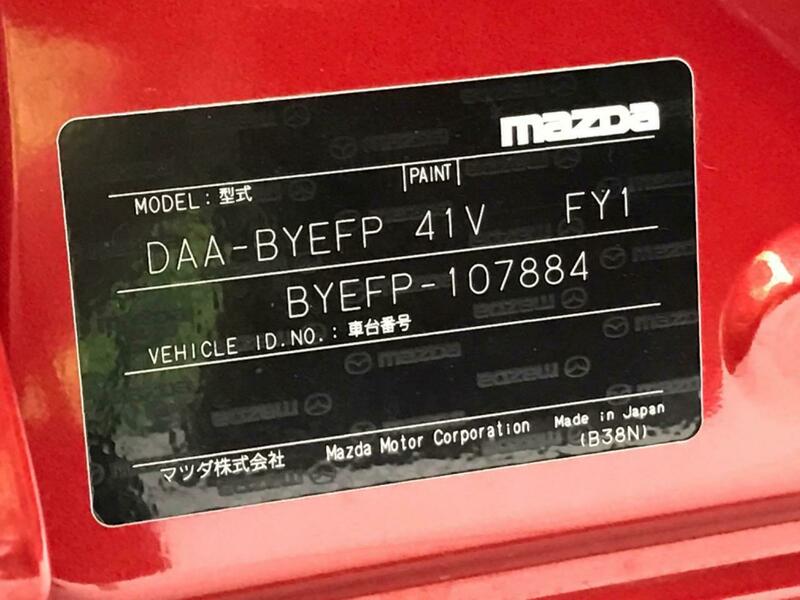 mazda
MODEL：型式 PAINT
DAA-BYEFP 41V FY1
BYEFP-107884
VEHICLE ID.NO.：車台番号
マツダ株式会社 Mazda Motor Corporation Made in Japan
(B38N)